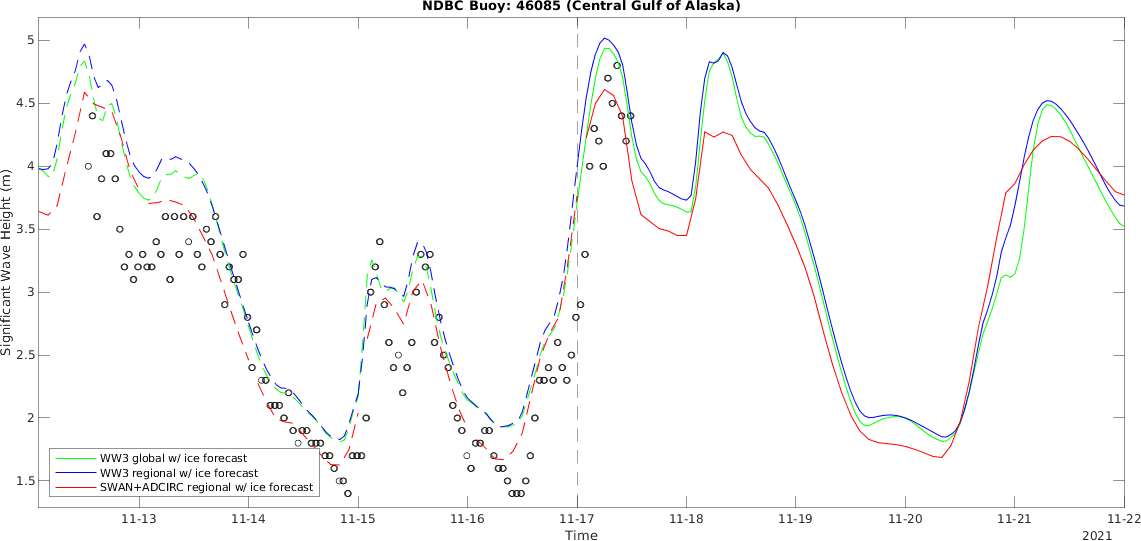 NDBC Buoy: 46085 (Central Gulf of Alaska)
5
4.5
4
3.5
3
2.5
2
1.5
Significant Wave Height (m)
WW3 global w/ ice forecast
WW3 regional w/ ice forecast
SWAN+ADCIRC regional w/ ice forecast
11-13 11-14 11-15 11-16 11-17 11-18 11-19 11-20 11-21 11-22
Time
2021